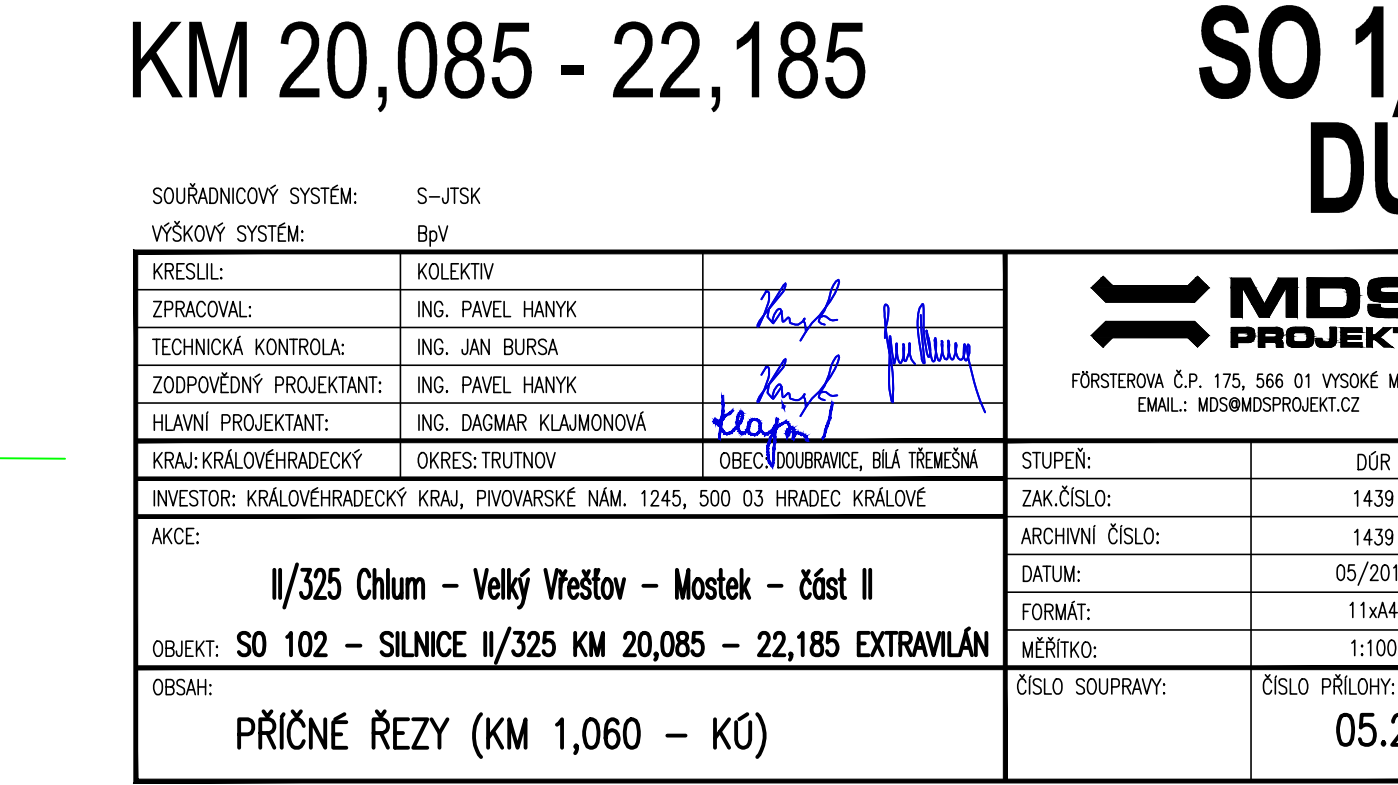 KM 20,085 - 22,185
SO 1
DÚ
SOUŘADNICOVÝ SYSTÉM: S-JTSK
VÝŠKOVÝ SYSTÉM: BpV
KRESLIL: KOLEKTIV
ZPRACOVAL: ING. PAVEL HANYK
TECHNICKÁ KONTROLA: ING. JAN BURSA
ZODPOVĚDNÝ PROJEKTANT: ING. PAVEL HANYK
HLAVNÍ PROJEKTANT: ING. DAGMAR KLAJMONOVÁ
MDS
PROJEKT
FÖRSTEROVA Č.P. 175, 566 01 VYSOKÉ M
EMAIL.: MDS@MDSPROJEKT.CZ
KRAJ: KRÁLOVÉHRADECKÝ OKRES: TRUTNOV OBEC: DOUBRAVICE, BÍLÁ TŘEMEŠNÁ
INVESTOR: KRÁLOVÉHRADECKÝ KRAJ, PIVOVARSKÉ NÁM. 1245, 500 03 HRADEC KRÁLOVÉ
AKCE:
II/325 Chlum - Velký Vřešťov - Mostek - část II
OBJEKT: SO 102 - SILNICE II/325 KM 20,085 - 22,185 EXTRAVILÁN
OBSAH:
PŘÍČNÉ ŘEZY (KM 1,060 - KÚ)
STUPEŇ: DÚR
ZAK.ČÍSLO: 1439
ARCHIVNÍ ČÍSLO: 1439
DATUM: 05/201
FORMÁT: 11xA4
MĚŘÍTKO: 1:100
ČÍSLO SOUPRAVY: ČÍSLO PŘÍLOHY:
05.2